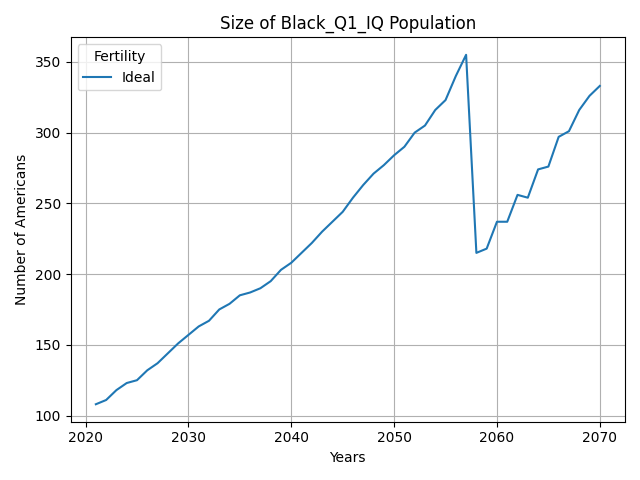 Size of Black_Q1_IQ Population
Fertility
Ideal
Number of Americans
350
300
250
200
150
100
2020 2030 2040 2050 2060 2070
Years